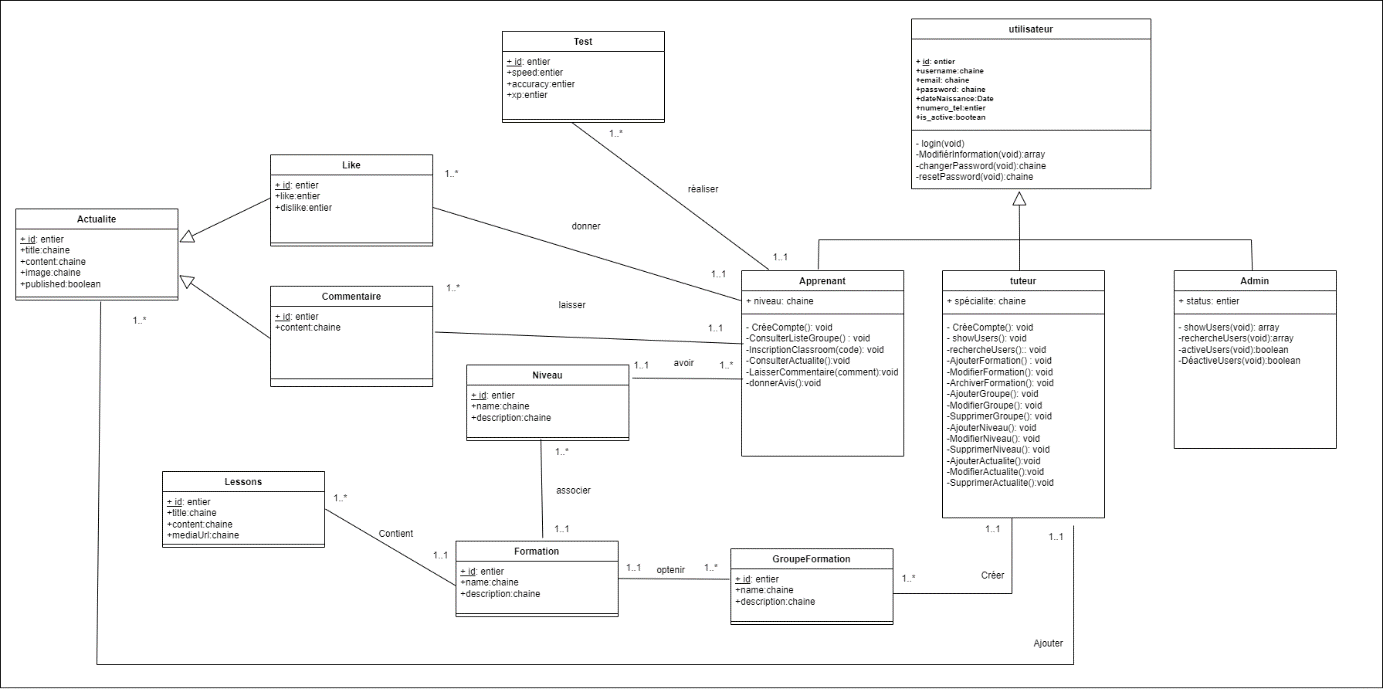 utilisateur
+ id: entier
+username:chaine
+email: chaine
+password: chaine
+dateNaissance:Date
+numero_tel:entier
+is_active:boolean
- login(void)
-ModifièrInformation(void):array
-changerPassword(void):chaine
-resetPassword(void):chaine
Test
+ id: entier
+speed:entier
+accuracy:entier
+xp:entier
1..*
rèaliser
1..1
Like
+ id: entier
+like:entier
+dislike:entier
1..*
donner
1..1
Actualite
+ id: entier
+title:chaine
+content:chaine
+image:chaine
+published:boolean
1..*
Commentaire
+ id: entier
+content:chaine
1..*
laisser
1..1
Apprenant
+ niveau: chaine
- CrèeCompte(): void
-ConsulterListeGroupe() : void
-InscriptionClassroom(code): void
-ConsulterActualite():void
-LaisserCommentaire(comment):void
-donnerAvis():void
tuteur
+ spècialite: chaine
- CrèeCompte(): void
- showUsers(): void
-rechercheUsers():: void
-AjouterFormation() : void
-ModifierFormation(): void
-ArchiverFormation(): void
-AjouterGroupe(): void
-ModifierGroupe(): void
-SupprimerGroupe(): void
-AjouterNiveau(): void
-ModifierNiveau(): void
-SupprimerNiveau(): void
-AjouterActualite():void
-ModifierActualite():void
-SupprimerActualite():void
Admin
+ status: entier
- showUsers(void): array
-rechercheUsers(void):array
-activeUsers(void):boolean
-DèactiveUsers(void):boolean
Niveau
+ id: entier
+name:chaine
+description:chaine
1..1
avoir
1..*
1..*
associer
1..1
Lessons
+ id: entier
+title:chaine
+content:chaine
+mediaUrl:chaine
1..*
Contient
1..1
Formation
+ id: entier
+name:chaine
+description:chaine
1..1
optenir
1..*
GroupeFormation
+ id: entier
+name:chaine
+description:chaine
1..*
Crèer
1..1
1..1
Ajouter